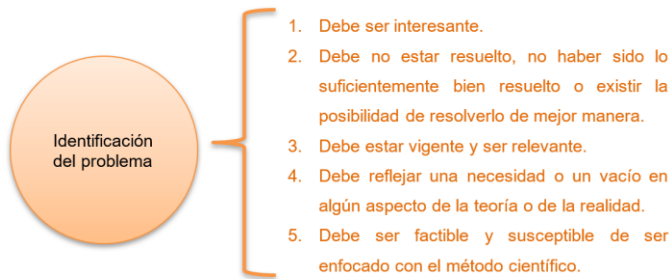 Identificación
del problema
1. Debe ser interesante.
2. Debe no estar resuelto, no haber sido lo
suficientemente bien resuelto o existir la
posibilidad de resolverlo de mejor manera.
3. Debe estar vigente y ser relevante.
4. Debe reflejar una necesidad o un vacío en
algún aspecto de la teoría o de la realidad.
5. Debe ser factible y susceptible de ser
enfocado con el método científico.